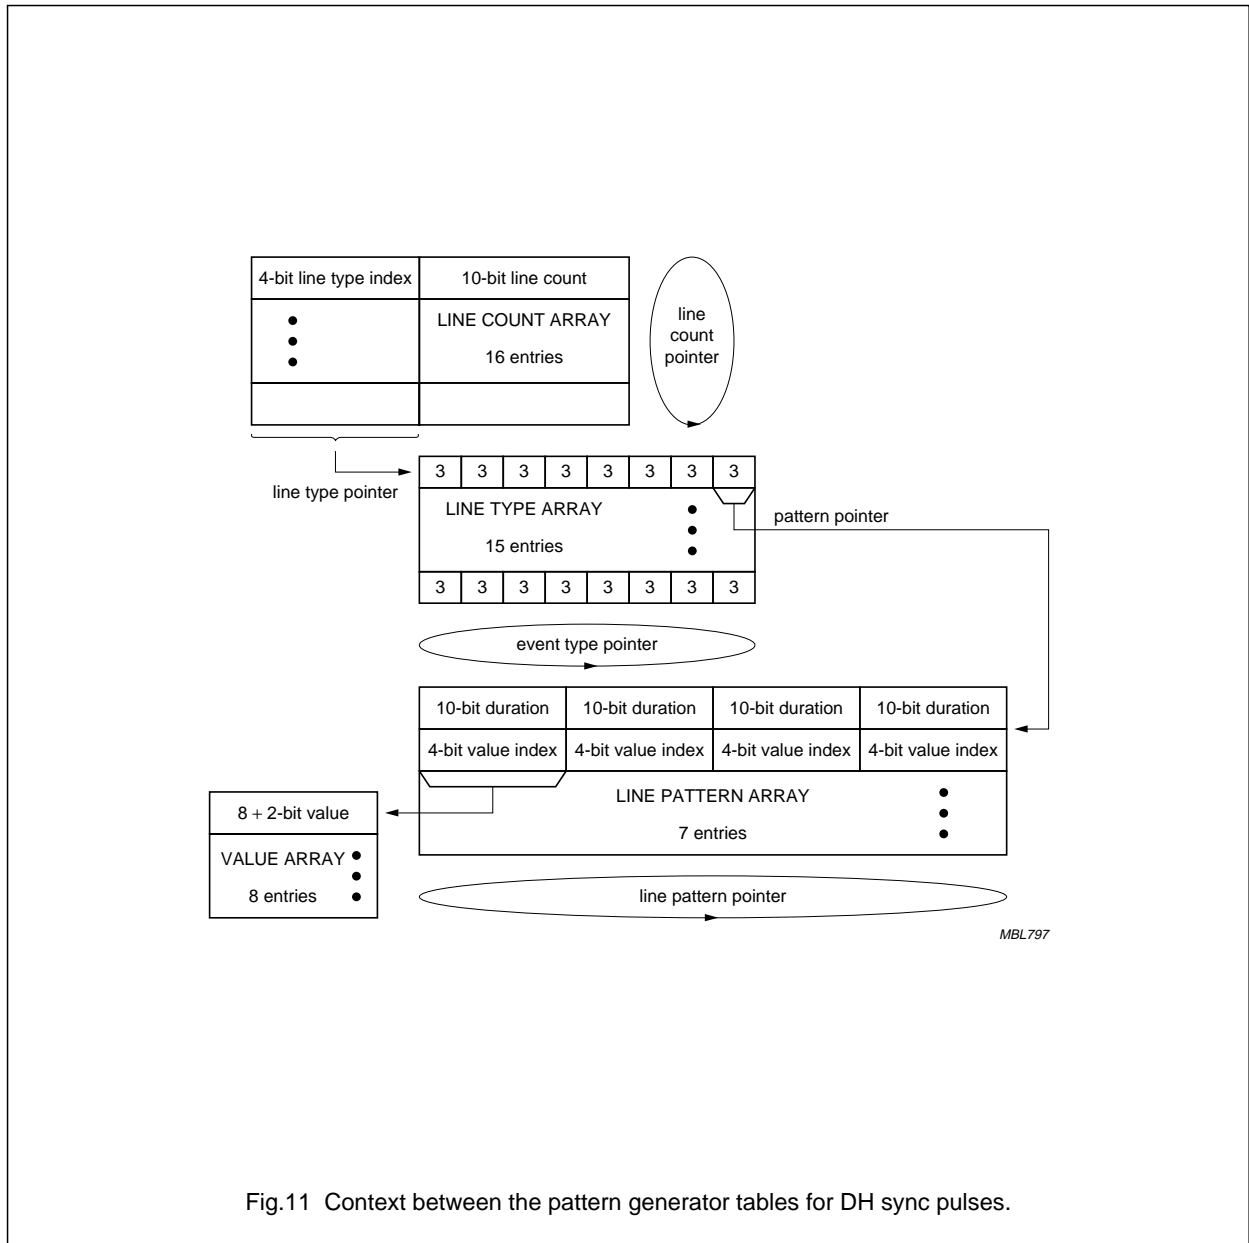 4-bit line type index 10-bit line count
LINE COUNT ARRAY
16 entries
line
count
pointer
line type pointer
3 3 3 3 3 3 3 3
LINE TYPE ARRAY
15 entries
pattern pointer
3 3 3 3 3 3 3 3
event type pointer
10-bit duration 10-bit duration 10-bit duration 10-bit duration
4-bit value index 4-bit value index 4-bit value index 4-bit value index
LINE PATTERN ARRAY
7 entries
8 + 2-bit value
VALUE ARRAY
8 entries
line pattern pointer
MBL797
Fig.11 Context between the pattern generator tables for DH sync pulses.